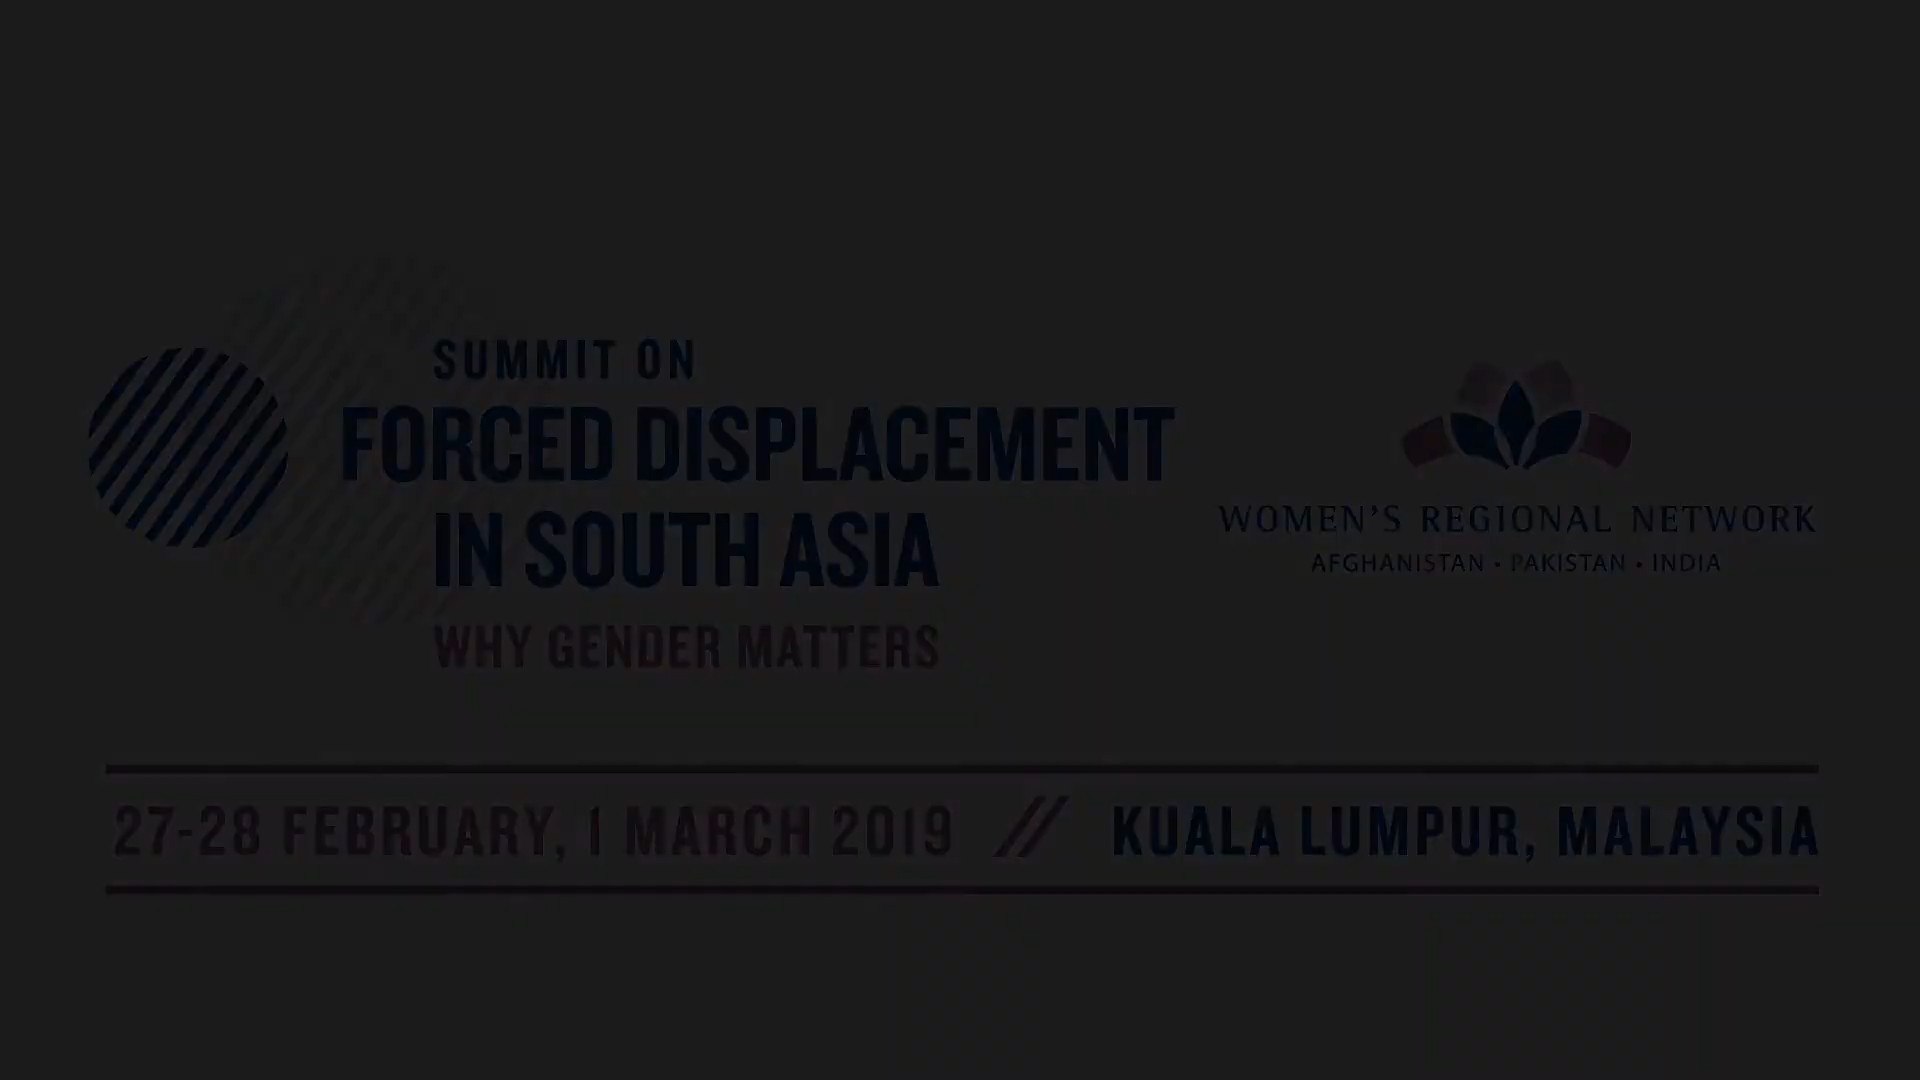 SUMMIT ON
FORCED DISPLACEMENT
IN SOUTH ASIA
WHY GENDER MATTERS
WOMEN'S REGIONAL NETWORK
AFGHANISTAN • PAKISTAN • INDIA
27-28 FEBRUARY, 1 MARCH 2019 // KUALA LUMPUR, MALAYSIA